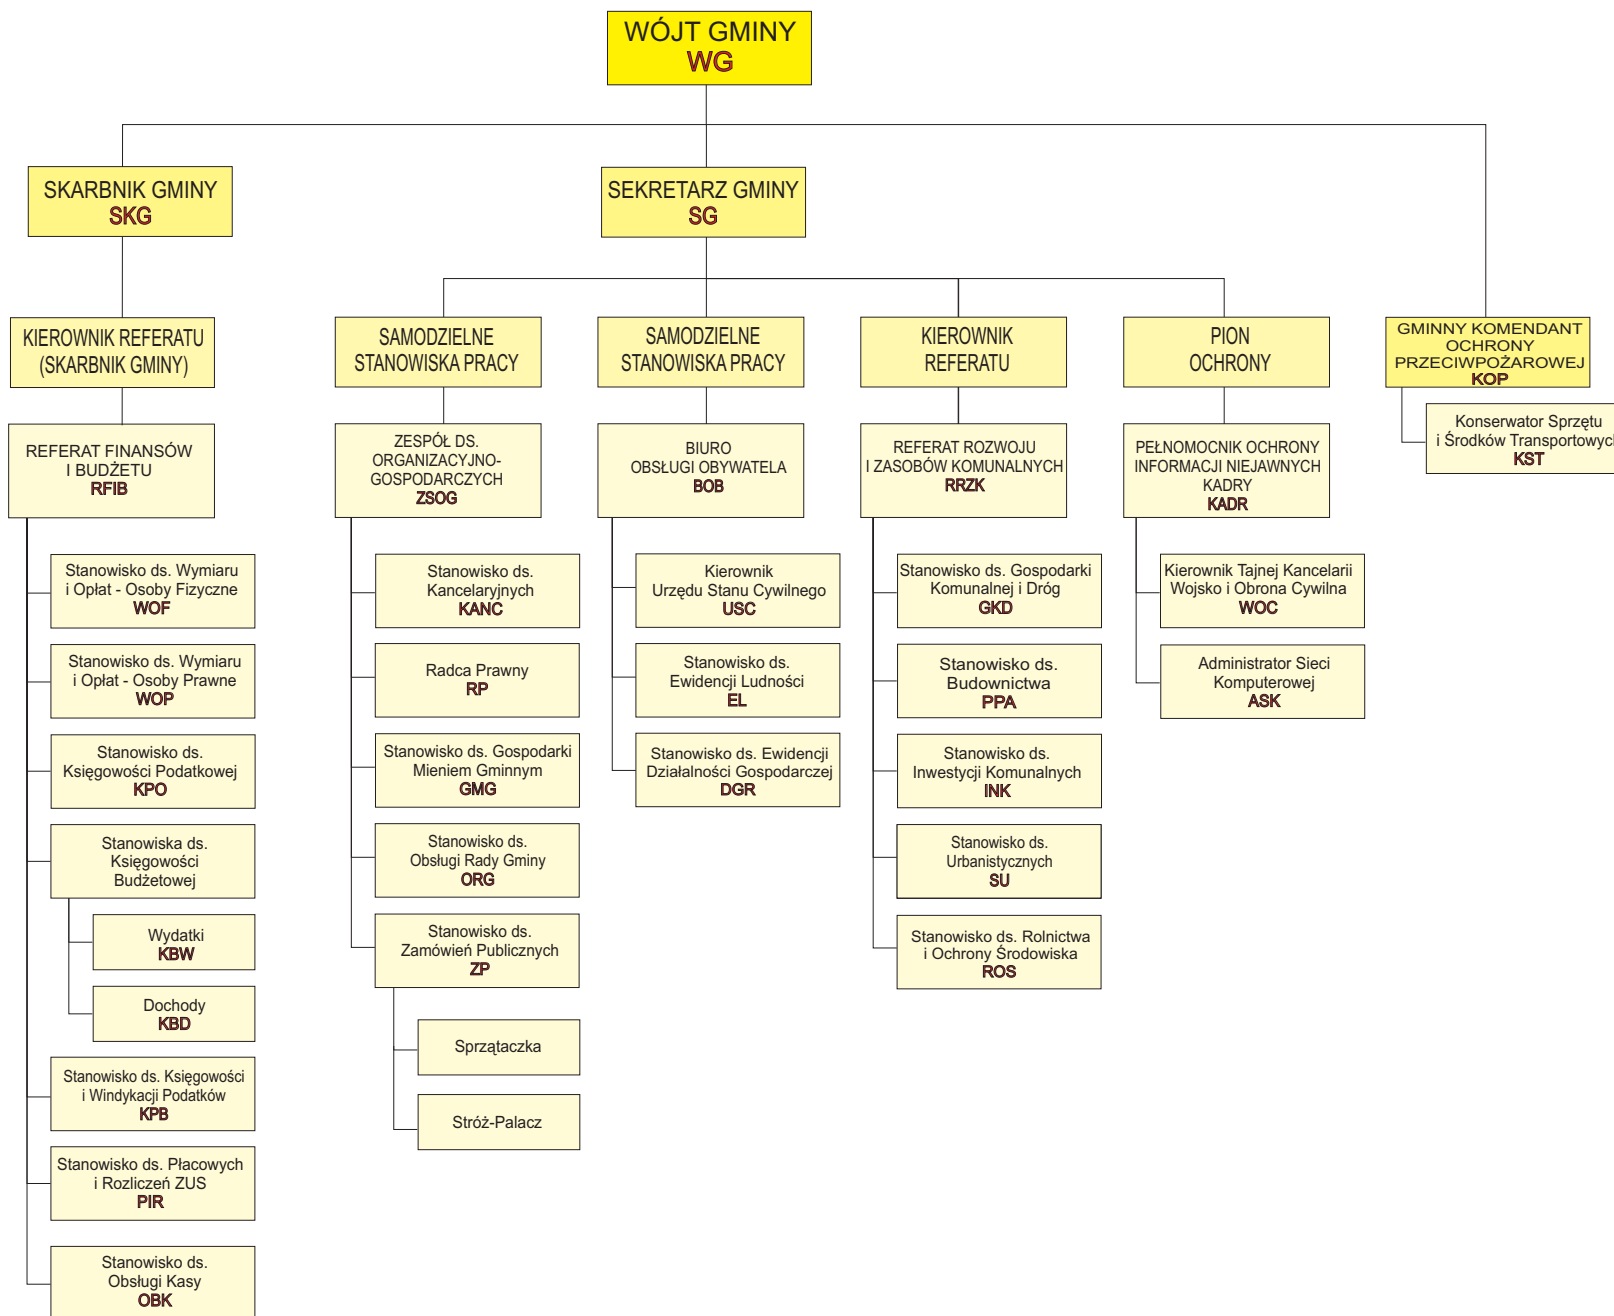 WÓJT GMINY
WG
SKARBNIK GMINY
SKG
SEKRETARZ GMINY
SG
KIEROWNIK REFERATU
(SKARBNIK GMINY)
SAMODZIELNE
STANOWISKA PRACY
SAMODZIELNE
STANOWISKA PRACY
KIEROWNIK
REFERATU
PION
OCHRONY
GMINNY KOMENDANT
OCHRONY
PRZECIWPOŻAROWEJ
KOP
Konserwator Sprzętu
i Środków Transportowych
KST
REFERAT FINANSÓW
I BUDŻETU
RFIB
ZESPÓŁ DS.
ORGANIZACYJNO-
GOSPODARCZYCH
ZSOG
BIURO
OBSŁUGI OBYWATELA
BOB
REFERAT ROZWOJU
I ZASOBÓW KOMUNALNYCH
RRZK
PEŁNOMOCNIK OCHRONY
INFORMACJI NIEJAWNYCH
KADRY
KADR
Stanowisko ds. Wymiaru
i Opłat - Osoby Fizyczne
WOF
Stanowisko ds. Wymiaru
i Opłat - Osoby Prawne
WOP
Stanowisko ds.
Księgowości Podatkowej
KPO
Stanowiska ds.
Księgowości
Budżetowej
Wydatki
KBW
Dochody
KBD
Stanowisko ds. Księgowości
i Windykacji Podatków
KPB
Stanowisko ds. Płacowych
i Rozliczeń ZUS
PIR
Stanowisko ds.
Obsługi Kasy
OBK
Stanowisko ds.
Kancelaryjnych
KANC
Radca Prawny
RP
Stanowisko ds. Gospodarki
Mieniem Gminnym
GMG
Stanowisko ds.
Obsługi Rady Gminy
ORG
Stanowisko ds.
Zamówień Publicznych
ZP
Sprzątaczka
Stróż-Palacz
Kierownik
Urzędu Stanu Cywilnego
USC
Stanowisko ds.
Ewidencji Ludności
EL
Stanowisko ds. Ewidencji
Działalności Gospodarczej
DGR
Stanowisko ds. Gospodarki
Komunalnej i Dróg
GKD
Stanowisko ds.
Budownictwa
PPA
Stanowisko ds.
Inwestycji Komunalnych
INK
Stanowisko ds.
Urbanistycznych
SU
Stanowisko ds. Rolnictwa
i Ochrony Środowiska
ROS
Kierownik Tajnej Kancelarii
Wojsko i Obrona Cywilna
WOC
Administrator Sieci
Komputerowej
ASK